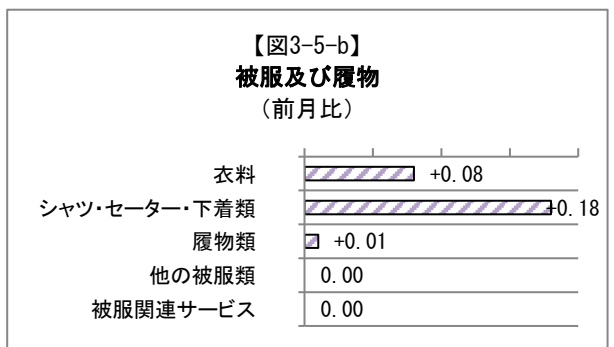 【図3-5-b】
被服及び履物
（前月比）
衣料 +0.08
シャツ・セーター・下着類 +0.18
履物類 +0.01
他の被服類 0.00
被服関連サービス 0.00